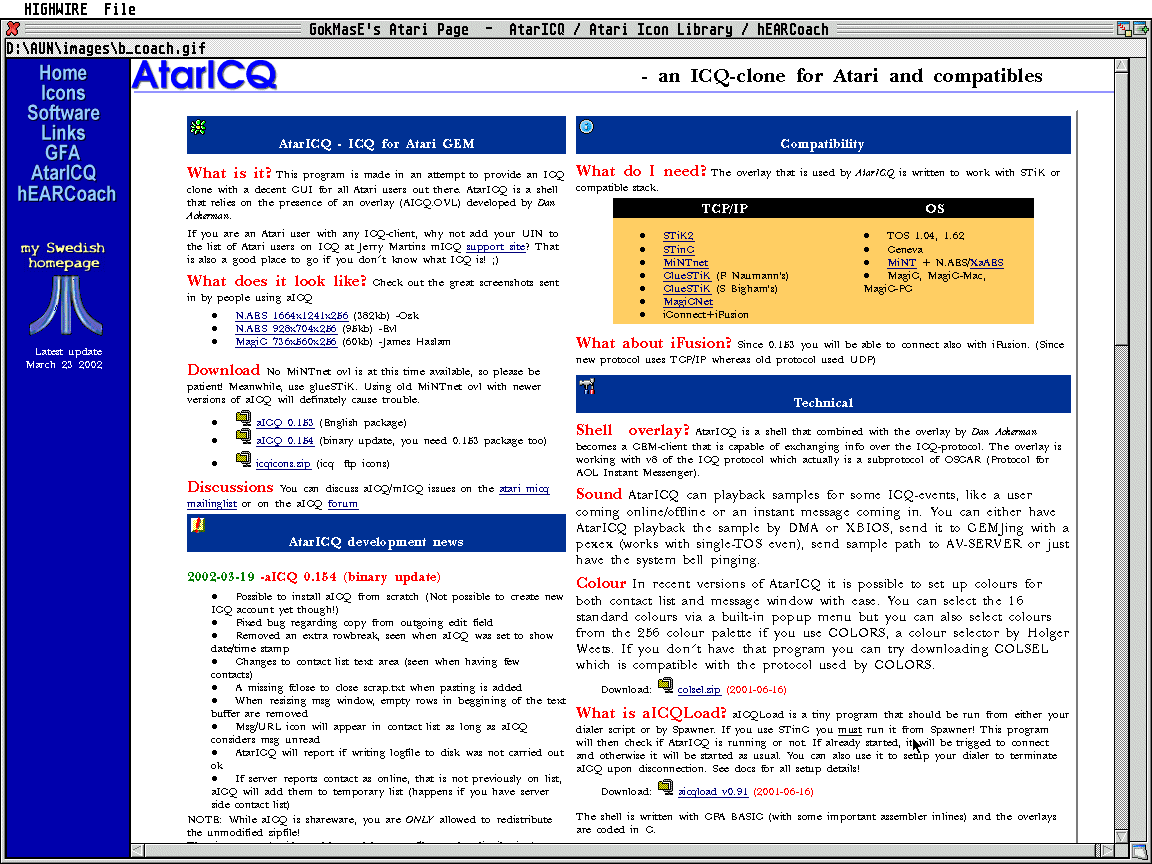 HIGHWIRE File
GokMasE's Atari Page - AtarICQ / Atari Icon Library / hEARCoach
D:\AUN\images\b_coach.gif
Home
Icons
Software
Links
GFA
AtarICQ
hEARCoach
my Swedish
homepage
Latest update
March 23 2002
AtarICQ
- an ICQ-clone for Atari and compatibles
AtarICQ - ICQ for Atari GEM
What is it? This program is made in an attempt to provide an ICQ
clone with a decent GUI for all Atari users out there. AtarICQ is a shell
that relies on the presence of an overlay (AICQ.OVL) developed by Dan
Ackerman.
If you are an Atari user with any ICQ-client, why not add your UIN to
the list of Atari users on ICQ at Jerry Martins mICQ support site? That
is also a good place to go if you don´t know what ICQ is! ;)
What does it look like? Check out the great screenshots sent
in by people using aICQ
● N.AES 1664x1241x256 (382kb) -Ozk
● N.AES 928x704x256 (95kb) -Evl
● MagiC 736x560x256 (60kb) -James Haslam
Download No MiNTnet ovl is at this time available, so please be
patient! Meanwhile, use glueSTiK. Using old MiNTnet ovl with newer
versions of aICQ will definately cause trouble.
● aICQ 0.153 (English package)
● aICQ 0.154 (binary update, you need 0.153 package too)
● icqicons.zip (icq ftp icons)
Discussions You can discuss aICQ/mICQ issues on the atari micq
mailinglist or on the aICQ forum
AtarICQ development news
2002-03-19 -aICQ 0.154 (binary update)
● Possible to install aICQ from scratch (Not possible to create new
ICQ account yet though!)
● Fixed bug regarding copy from outgoing edit field
● Removed an extra rowbreak, seen when aICQ was set to show
date/time stamp
● Changes to contact list text area (seen when having few
contacts)
● A missing fclose to close scrap.txt when pasting is added
● When resizing msg window, empty rows in beggining of the text
buffer are removed
● Msg/URL icon will appear in contact list as long as aICQ
considers msg unread
● AtarICQ will report if writing logfile to disk was not carried out
ok
● If server reports contact as online, that is not previously on list,
aICQ will add them to temporary list (happens if you have server
side contact list)
NOTE: While aICQ is shareware, you are ONLY allowed to redistribute
the unmodified zipfile!
Compatibility
What do I need? The overlay that is used by AtarICQ is written to work with STiK or
compatible stack.
TCP/IP OS
● STiK2 ● TOS 1.04, 1.62
● STinG ● Geneva
● MiNTnet ● MiNT + N.AES/XaAES
● GlueSTiK (F Naumann's) ● MagiC, MagiC-Mac,
● GlueSTiK (S Bigham's) MagiC-PC
● MagiCNet
● iConnect+iFusion
What about iFusion? Since 0.153 you will be able to connect also with iFusion. (Since
new protocol uses TCP/IP whereas old protocol used UDP)
Technical
Shell overlay? AtarICQ is a shell that combined with the overlay by Dan Ackerman
becomes a GEM-client that is capable of exchanging info over the ICQ-protocol. The overlay is
working with v8 of the ICQ protocol which actually is a subprotocol of OSCAR (Protocol for
AOL Instant Messenger).
Sound AtarICQ can playback samples for some ICQ-events, like a user
coming online/offline or an instant message coming in. You can either have
AtarICQ playback the sample by DMA or XBIOS, send it to GEMJing with a
pexex (works with single-TOS even), send sample path to AV-SERVER or just
have the system bell pinging.
Colour In recent versions of AtarICQ it is possible to set up colours for
both contact list and message window with ease. You can select the 16
standard colours via a built-in popup menu but you can also select colours
from the 256 colour palette if you use COLORS, a colour selector by Holger
Weets. If you don´t have that program you can try downloading COLSEL
which is compatible with the protocol used by COLORS.
Download: colsel.zip (2001-06-16)
What is aICQLoad? aICQLoad is a tiny program that should be run from either your
dialer script or by Spawner. If you use STinG you must run it from Spawner! This program
will then check if AtarICQ is running or not. If already started, it will be trigged to connect
and otherwise it will be started as usual. You can also use it to setup your dialer to terminate
aICQ upon disconnection. See docs for all setup details!
Download: aicqload v0.91 (2001-06-16)
The shell is written with GFA BASIC (with some important assembler inlines) and the overlays
are coded in C.